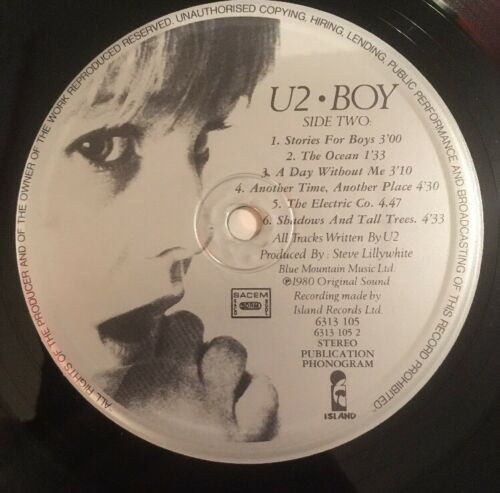 "ALL RIGHTS OF THE PRODUCER AND OF THE OWNER OF THE WORK REPRODUCED RESERVED. UNAUTHORISED COPYING, HIRING, LENDING, PUBLIC PERFORMANCE AND BROADCASTING OF THIS RECORD PROHIBITED"
U2 • BOY
SIDE TWO:
1. Stories For Boys 3'00
2. The Ocean 1'33
3. A Day Without Me 3'10
4. Another Time, Another Place 4'30
5. The Electric Co. 4.47
6. Shadows And Tall Trees. 4'33
All Tracks Written By U2
Produced By: Steve Lillywhite
Blue Mountain Music Ltd.
℗1980 Original Sound
Recording made by
Island Records Ltd.
SACEM
6313 105
6313 105 2
STEREO
PUBLICATION
PHONOGRAM
ISLAND